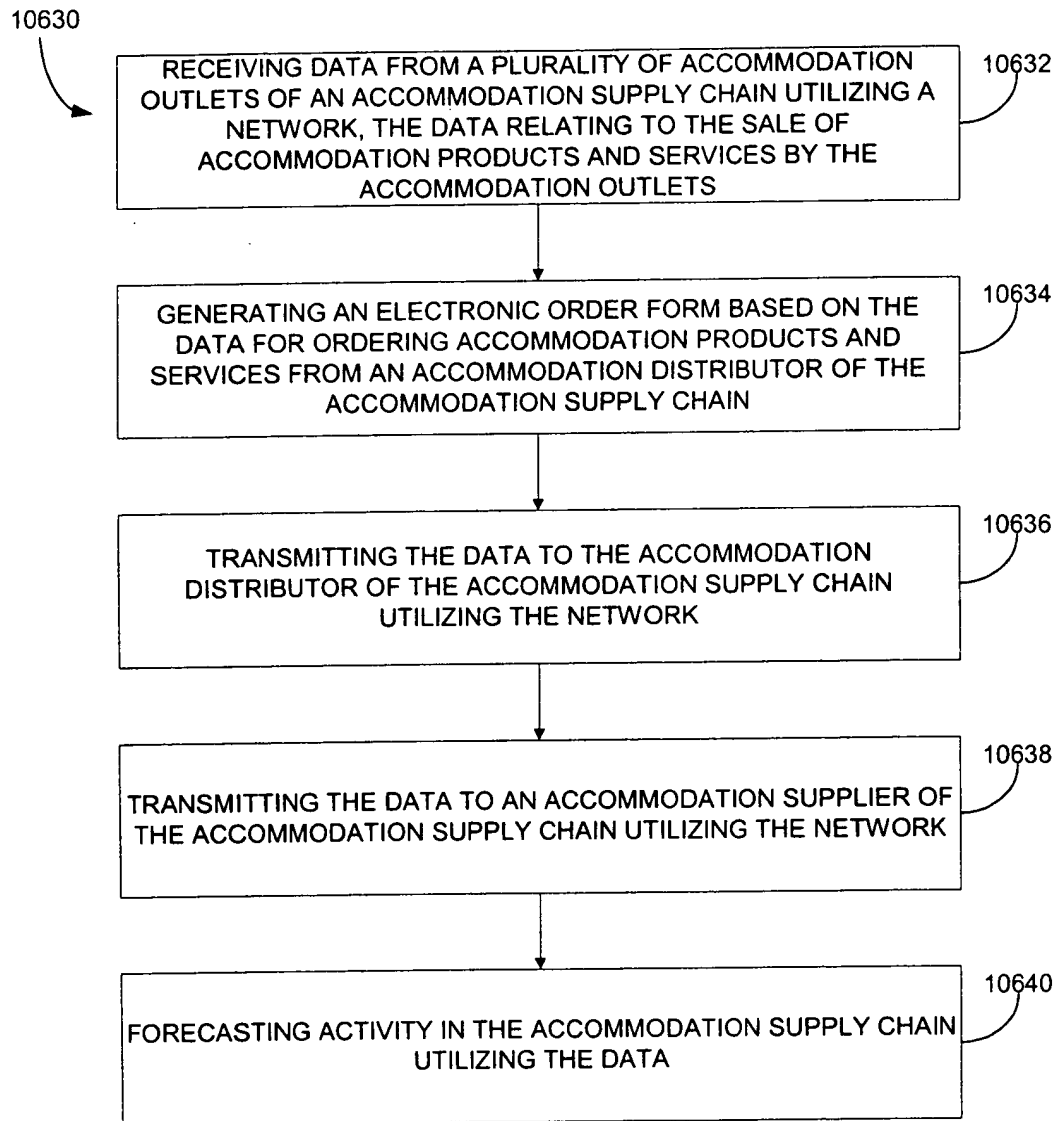 10630
RECEIVING DATA FROM A PLURALITY OF ACCOMMODATION
OUTLETS OF AN ACCOMMODATION SUPPLY CHAIN UTILIZING A
NETWORK, THE DATA RELATING TO THE SALE OF
ACCOMMODATION PRODUCTS AND SERVICES BY THE
ACCOMMODATION OUTLETS
10632
GENERATING AN ELECTRONIC ORDER FORM BASED ON THE
DATA FOR ORDERING ACCOMMODATION PRODUCTS AND
SERVICES FROM AN ACCOMMODATION DISTRIBUTOR OF THE
ACCOMMODATION SUPPLY CHAIN
10634
TRANSMITTING THE DATA TO THE ACCOMMODATION
DISTRIBUTOR OF THE ACCOMMODATION SUPPLY CHAIN
UTILIZING THE NETWORK
10636
TRANSMITTING THE DATA TO AN ACCOMMODATION SUPPLIER OF
THE ACCOMMODATION SUPPLY CHAIN UTILIZING THE NETWORK
10638
FORECASTING ACTIVITY IN THE ACCOMMODATION SUPPLY CHAIN
UTILIZING THE DATA
10640